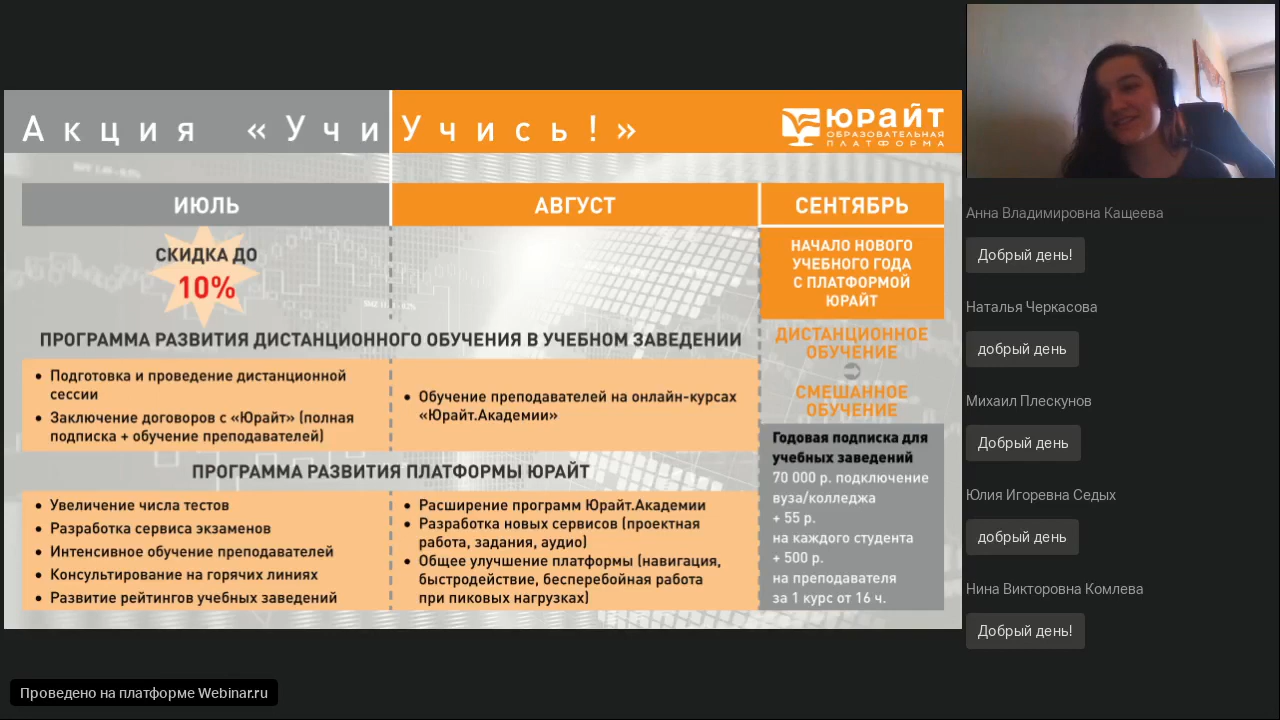 Акция «Учи Учись!»
ЮРАЙТ
ОБРАЗОВАТЕЛЬНАЯ
ПЛАТФОРМА
ИЮЛЬ
АВГУСТ
СЕНТЯБРЬ
СКИДКА ДО
10%
НАЧАЛО НОВОГО
УЧЕБНОГО ГОДА
С ПЛАТФОРМОЙ
ЮРАЙТ
ПРОГРАММА РАЗВИТИЯ ДИСТАНЦИОННОГО ОБУЧЕНИЯ В УЧЕБНОМ ЗАВЕДЕНИИ
ДИСТАНЦИОННОЕ
ОБУЧЕНИЕ
СМЕШАННОЕ
ОБУЧЕНИЕ
• Подготовка и проведение дистанционной
сессии
• Заключение договоров с «Юрайт» (полная
подписка + обучение преподавателей)
• Обучение преподавателей на онлайн-курсах
«Юрайт.Академии»
ПРОГРАММА РАЗВИТИЯ ПЛАТФОРМЫ ЮРАЙТ
• Увеличение числа тестов
• Разработка сервиса экзаменов
• Интенсивное обучение преподавателей
• Консультирование на горячих линиях
• Развитие рейтингов учебных заведений
• Расширение программ Юрайт.Академии
• Разработка новых сервисов (проектная
работа, задания, аудио)
• Общее улучшение платформы (навигация,
быстродействие, бесперебойная работа
при пиковых нагрузках)
Годовая подписка для
учебных заведений
70 000 р. подключение
вуза/колледжа
+ 55 р.
на каждого студента
+ 500 р.
на преподавателя
за 1 курс от 16 ч.
Анна Владимировна Кащеева
Добрый день!
Наталья Черкасова
добрый день
Михаил Плескунов
Добрый день
Юлия Игоревна Седых
добрый день
Нина Викторовна Комлева
Добрый день!
Проведено на платформе Webinar.ru